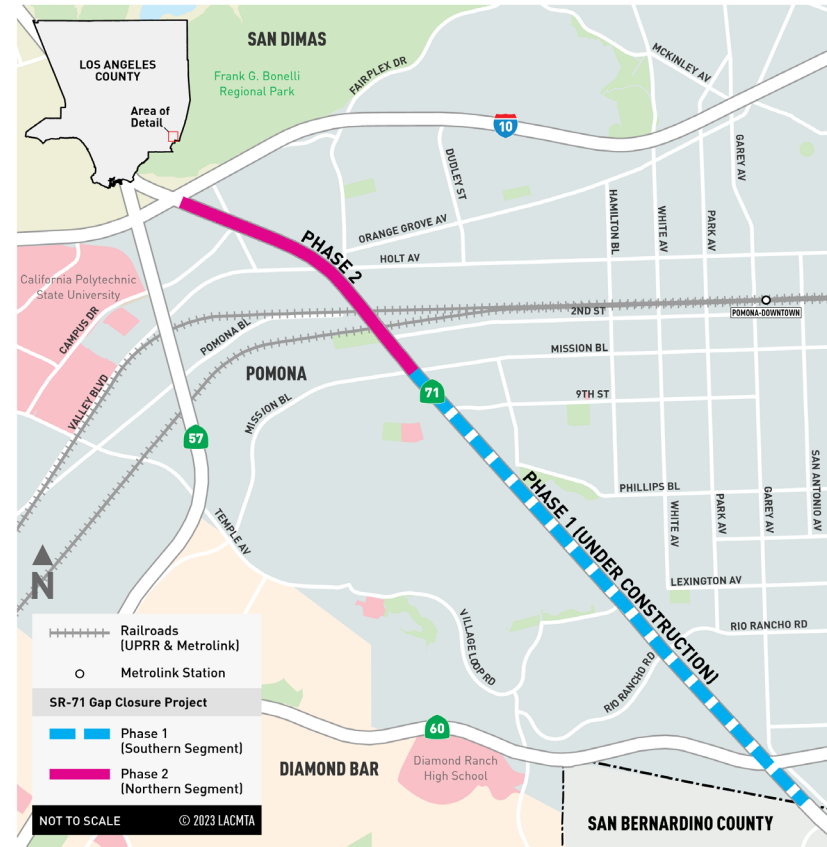 SAN DIMAS
MCKINLEY AV
LOS ANGELES
COUNTY
Frank G. Bonelli
Regional Park
FAIRPLEX DR
Area of
Detail
10
GAREY AV
DUDLEY ST
HAMILTON BL
WHITE AV
PARK AV
ORANGE GROVE AV
PHASE 2
HOLT AV
California Polytechnic
State University
CAMPUS DR
POMONA BL
2ND ST
POMONA-DOWNTOWN
MISSION BL
POMONA
VALLEY BLVD
MISSION BL
71
9TH ST
57
PHILLIPS BL
SAN ANTONIO AV
PHASE 1 (UNDER CONSTRUCTION)
WHITE AV
PARK AV
GAREY AV
TEMPLE AV
N
LEXINGTON AV
VILLAGE LOOP RD
RIO RANCHO RD
RIO RANCHO RD
Railroads
(UPRR & Metrolink)
Metrolink Station
SR-71 Gap Closure Project
Phase 1
(Southern Segment)
Phase 2
(Northern Segment)
60
DIAMOND BAR
Diamond Ranch
High School
NOT TO SCALE
© 2023 LACMTA
SAN BERNARDINO COUNTY